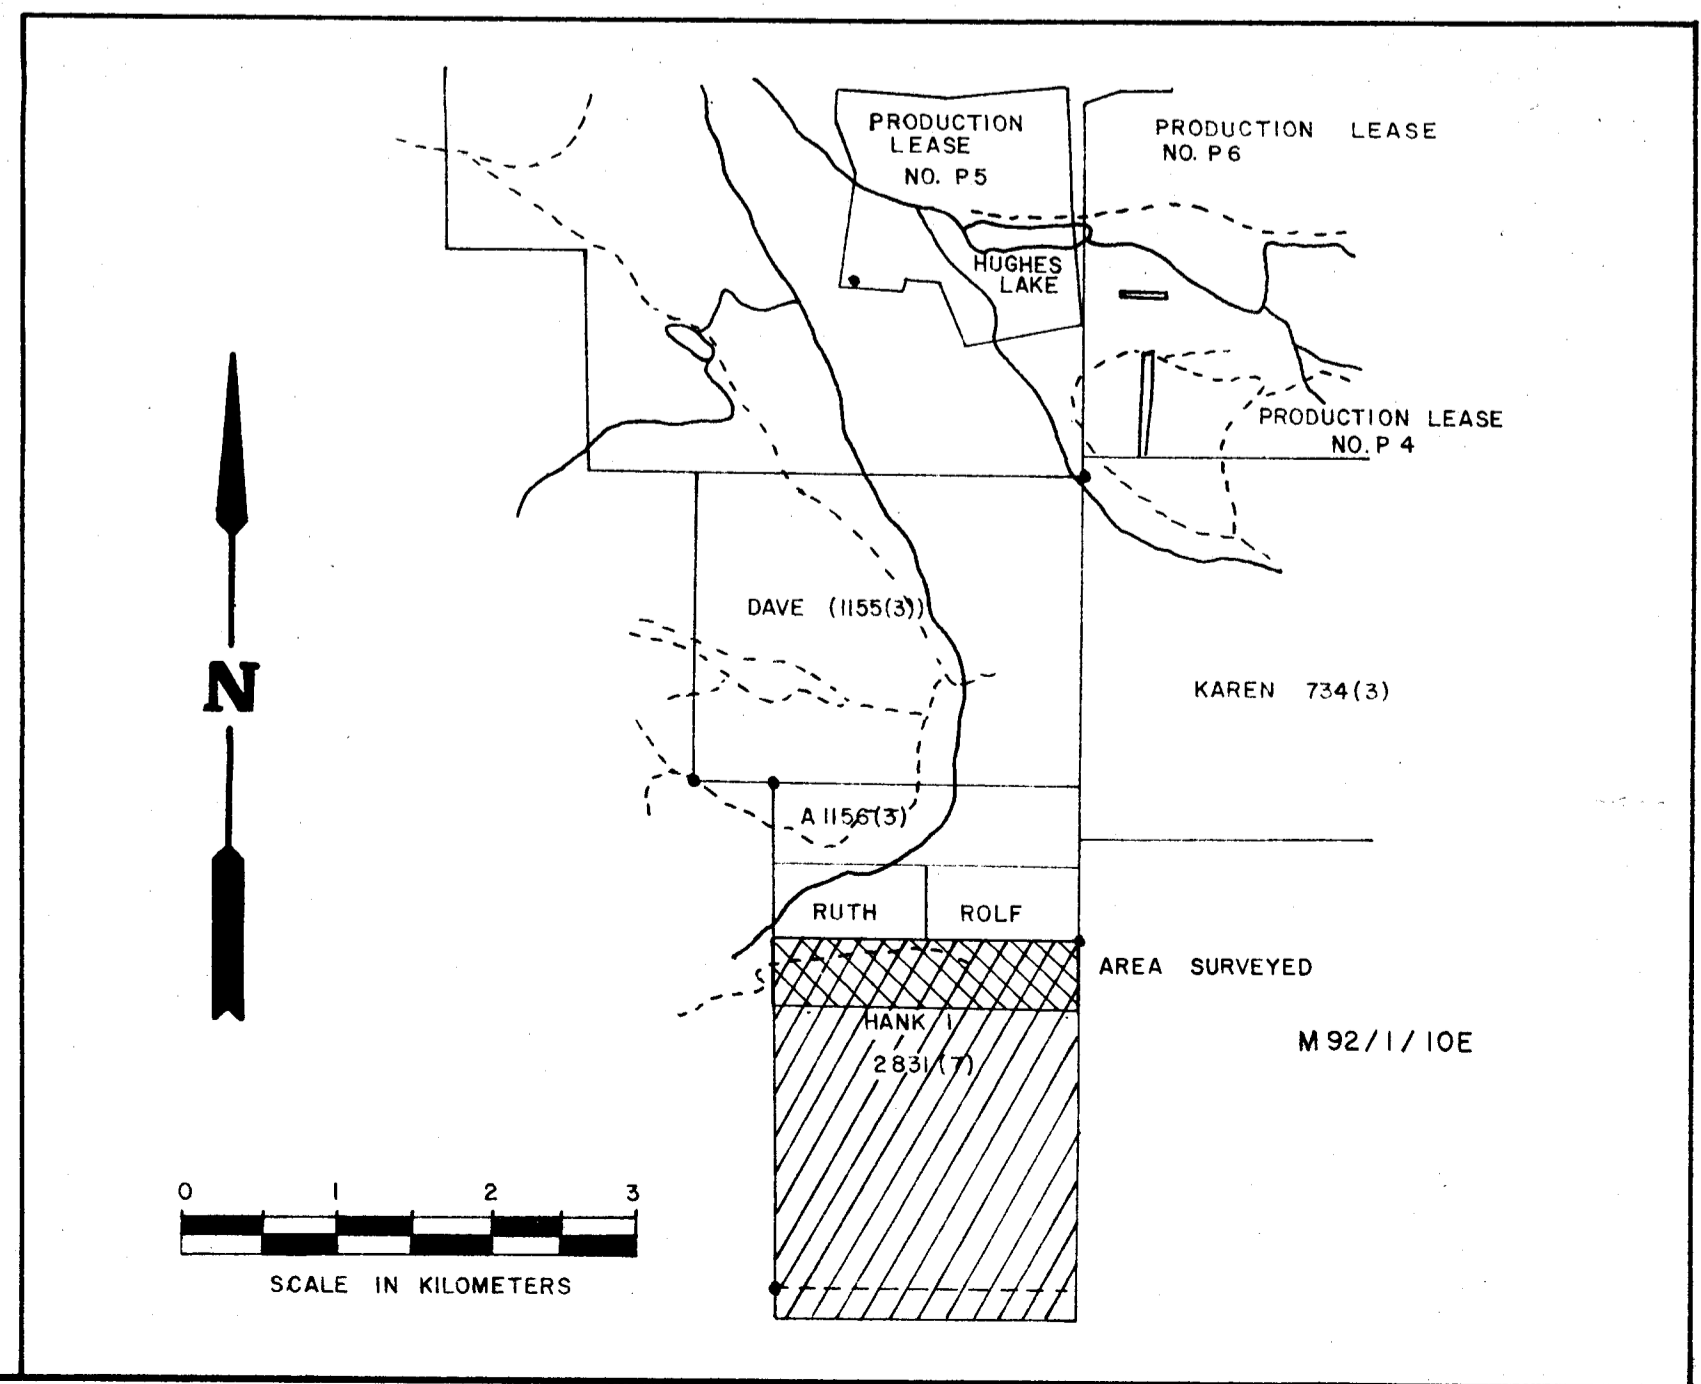 PRODUCTION
LEASE
NO. P5
PRODUCTION LEASE
NO. P6
HUGHES
LAKE
PRODUCTION LEASE
NO. P4
DAVE (1155(3))
N
KAREN 734(3)
A 1156(3)
RUTH
ROLF
AREA SURVEYED
HANK 1
2831(7)
M92/1/10E
0 1 2 3
SCALE IN KILOMETERS